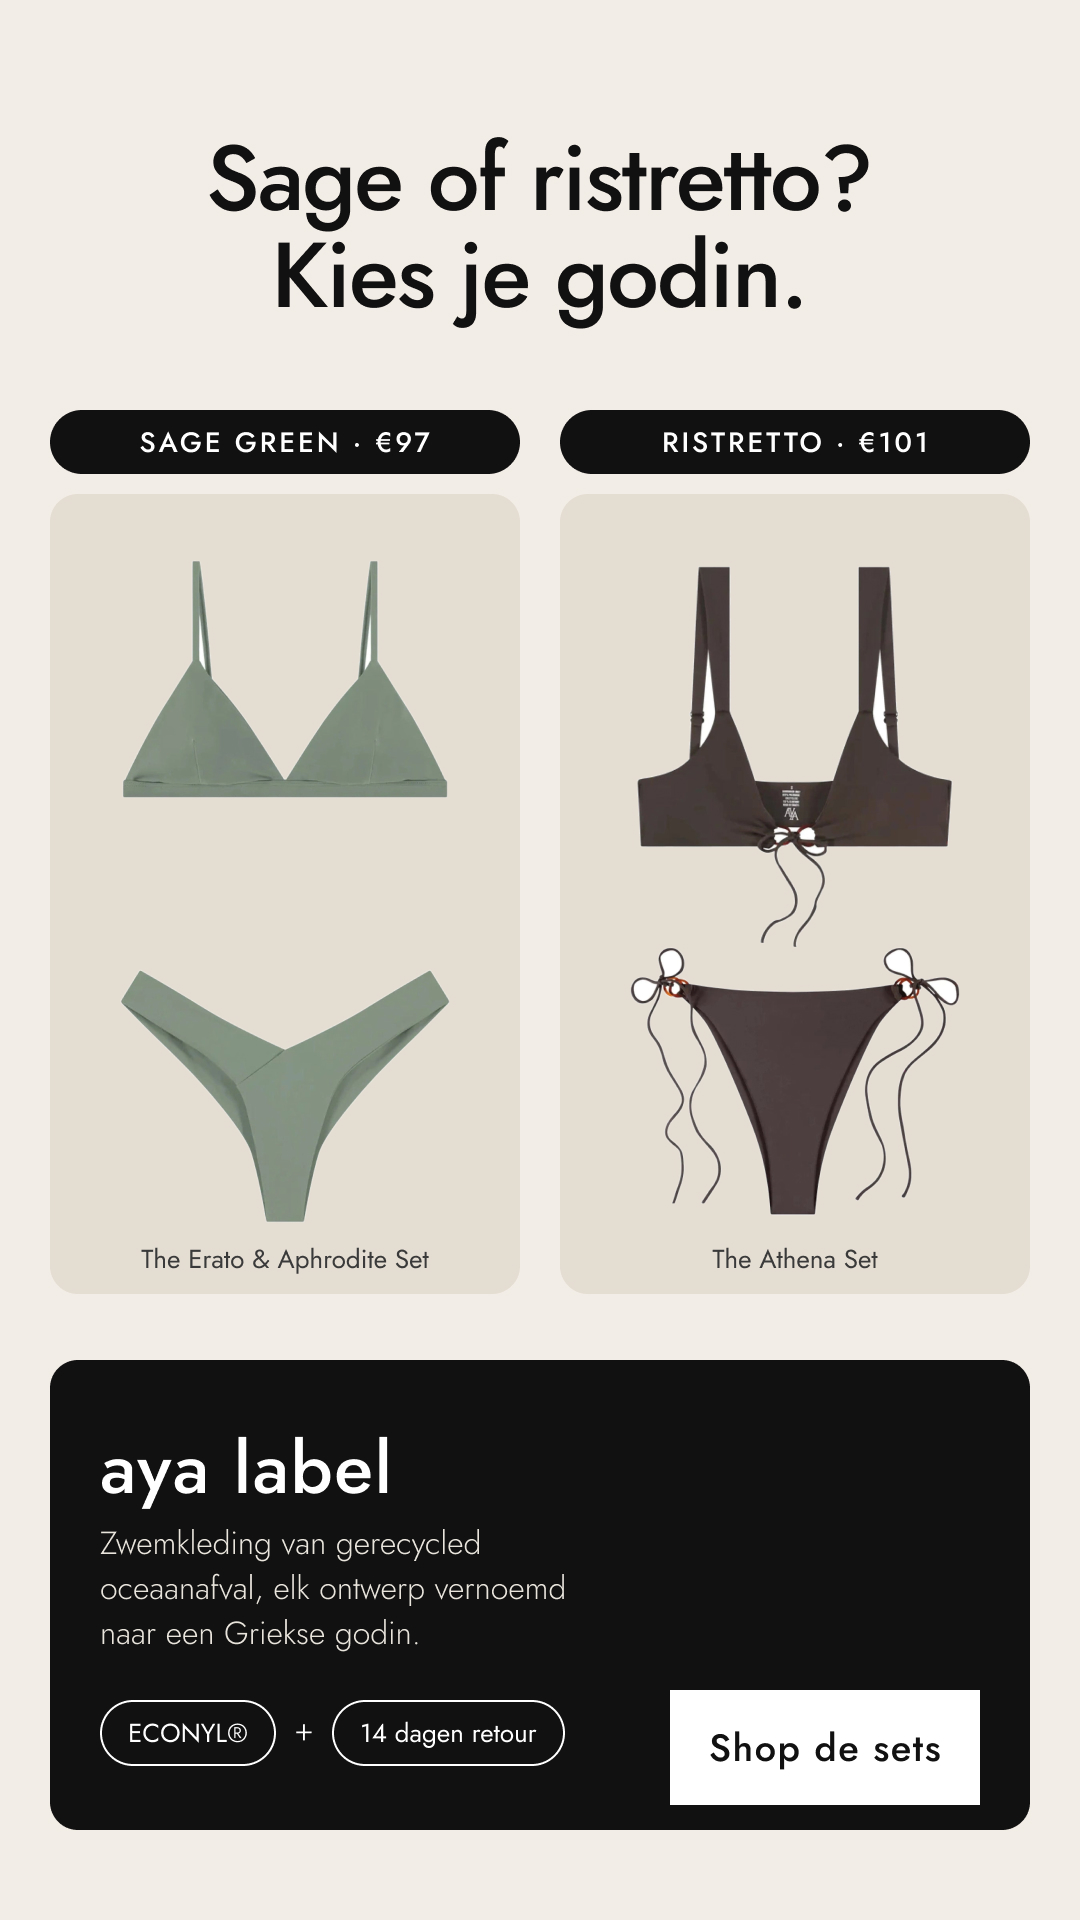 Sage of ristretto?
Kies je godin.
SAGE GREEN · €97
RISTRETTO · €101
The Erato & Aphrodite Set
The Athena Set
aya label
Zwemkleding van gerecycled
oceaanafval, elk ontwerp vernoemd
naar een Griekse godin.
ECONYL® + 14 dagen retour
Shop de sets